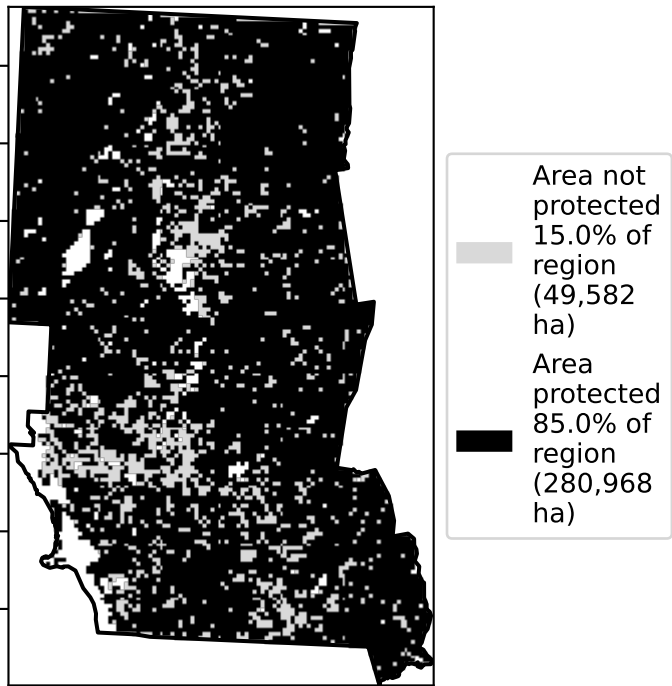 Area not
protected
15.0% of
region
(49,582
ha)
Area
protected
85.0% of
region
(280,968
ha)